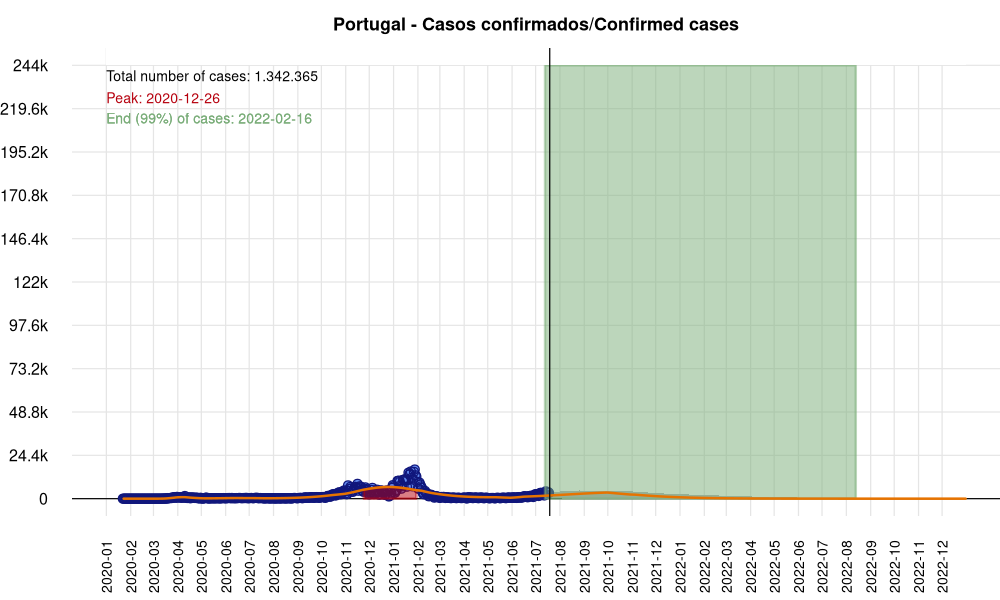 Portugal - Casos confirmados/Confirmed cases
244k
219.6k
195.2k
170.8k
146.4k
122k
97.6k
73.2k
48.8k
24.4k
0
Total number of cases: 1.342.365
Peak: 2020-12-26
End (99%) of cases: 2022-02-16
2020-01
2020-02
2020-03
2020-04
2020-05
2020-06
2020-07
2020-08
2020-09
2020-10
2020-11
2020-12
2021-01
2021-02
2021-03
2021-04
2021-05
2021-06
2021-07
2021-08
2021-09
2021-10
2021-11
2021-12
2022-01
2022-02
2022-03
2022-04
2022-05
2022-06
2022-07
2022-08
2022-09
2022-10
2022-11
2022-12